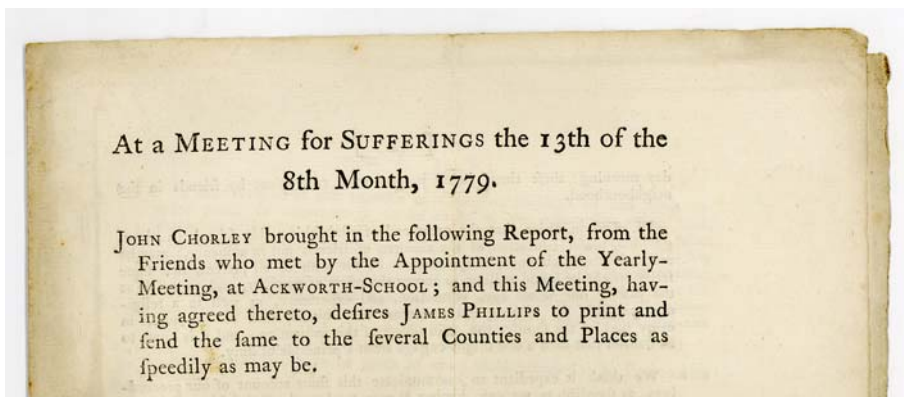 At a MEETING for SUFFERINGS the 13th of the
8th Month, 1779.
JOHN CHORLEY brought in the following Report, from the
Friends who met by the Appointment of the Yearly-
Meeting, at ACKWORTH-SCHOOL; and this Meeting, hav-
ing agreed thereto, deſires JAMES PHILLIPS to print and
ſend the ſame to the ſeveral Counties and Places as
ſpeedily as may be.